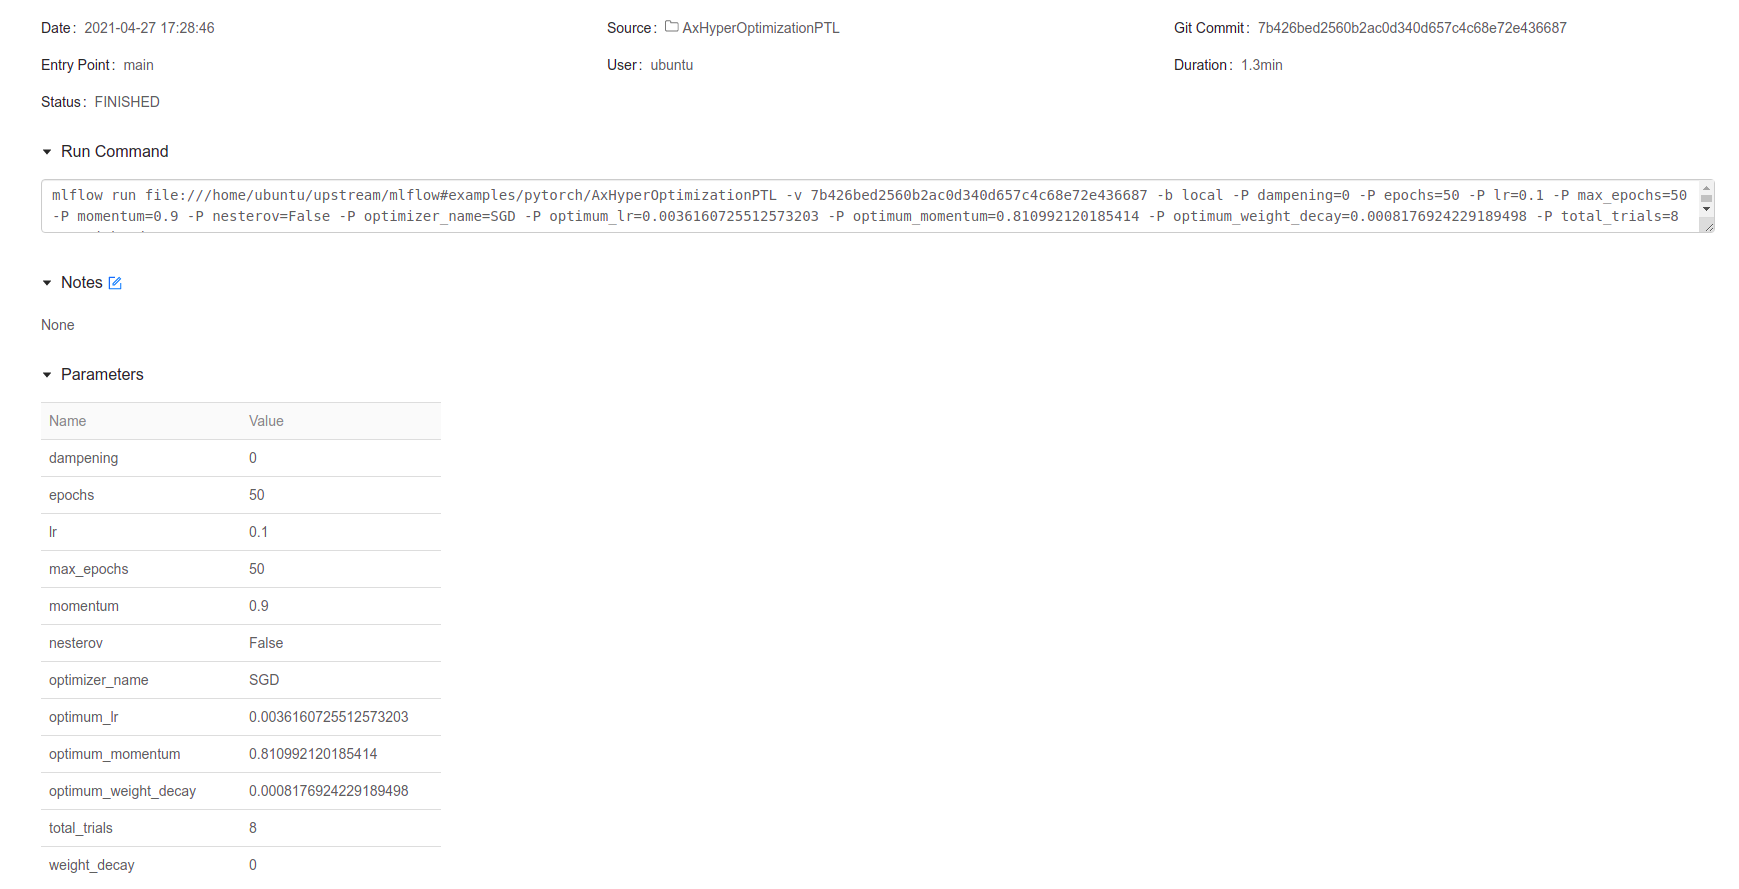 Date: 2021-04-27 17:28:46 Source: AxHyperOptimizationPTL Git Commit: 7b426bed2560b2ac0d340d657c4c68e72e436687
Entry Point: main User: ubuntu Duration: 1.3min
Status: FINISHED
Run Command
mlflow run file:///home/ubuntu/upstream/mlflow#examples/pytorch/AxHyperOptimizationPTL -v 7b426bed2560b2ac0d340d657c4c68e72e436687 -b local -P dampening=0 -P epochs=50 -P lr=0.1 -P max_epochs=50
-P momentum=0.9 -P nesterov=False -P optimizer_name=SGD -P optimum_lr=0.0036160725512573203 -P optimum_momentum=0.810992120185414 -P optimum_weight_decay=0.0008176924229189498 -P total_trials=8
Notes
None
Parameters
Name Value
dampening 0
epochs 50
lr 0.1
max_epochs 50
momentum 0.9
nesterov False
optimizer_name SGD
optimum_lr 0.0036160725512573203
optimum_momentum 0.810992120185414
optimum_weight_decay 0.0008176924229189498
total_trials 8
weight_decay 0